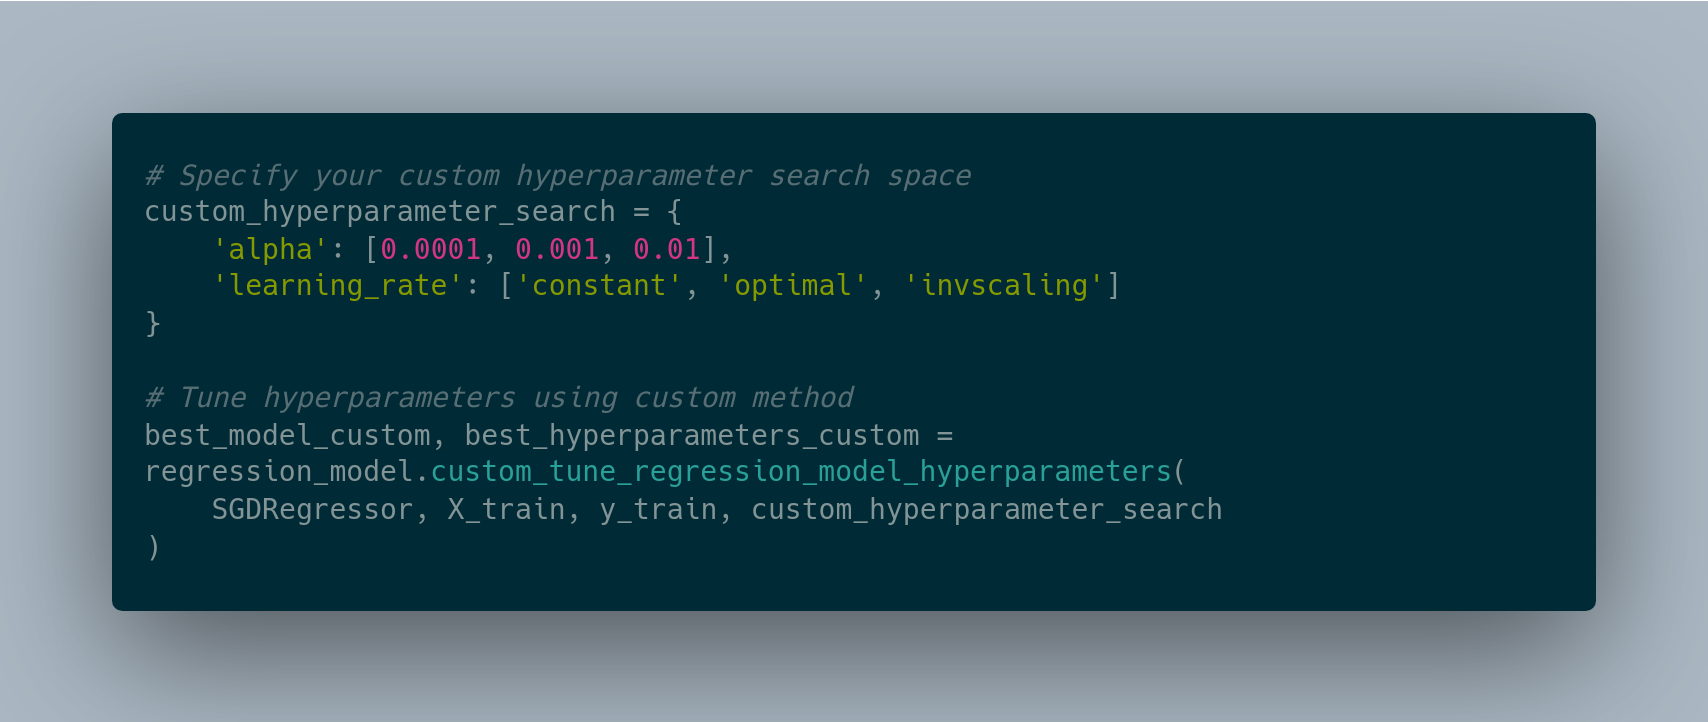 # Specify your custom hyperparameter search space
custom_hyperparameter_search = {
    'alpha': [0.0001, 0.001, 0.01],
    'learning_rate': ['constant', 'optimal', 'invscaling']
}

# Tune hyperparameters using custom method
best_model_custom, best_hyperparameters_custom =
regression_model.custom_tune_regression_model_hyperparameters(
    SGDRegressor, X_train, y_train, custom_hyperparameter_search
)